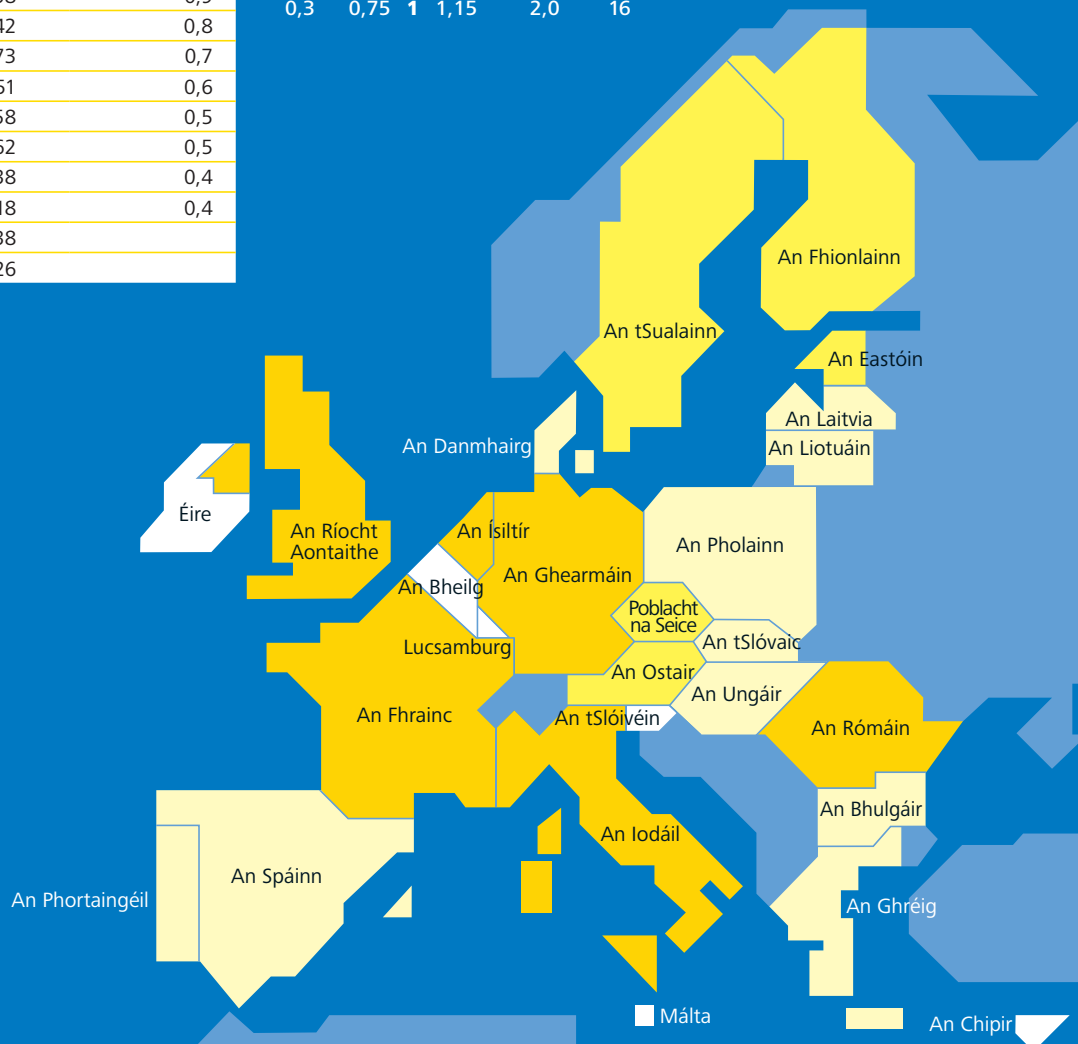 0,3 0,75 1 1,15 2,0 16
42 0,8
73 0,7
0,6
58 0,5
62 0,5
38 0,4
18 0,4
38
26
An Fhionlainn
An tSualainn
An Eastóin
An Laitvia
An Danmhairg
An Liotuáin
Éire
An Ríocht
Aontaithe
An Ísiltír
An Pholainn
An Ghearmáin
An Bheilg
Poblacht
na Seice
Lucsamburg
An tSlóvaic
An Ostair
An Ungáir
An Fhrainc
An tSlóivéin
An Rómáin
An Bhulgáir
An Iodáil
An Spáinn
An Phortaingéil
An Ghréig
Málta
An Chipir